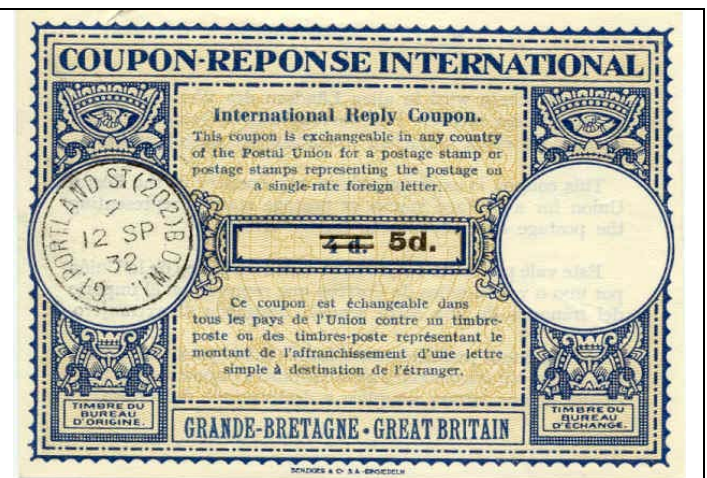 COUPON-REPONSE INTERNATIONAL
International Reply Coupon.
This coupon is exchangeable in any country
of the Postal Union for a postage stamp or
postage stamps representing the postage on
a single-rate foreign letter.
GT PORTLAND ST (202) B.O.W.1
7
12 SP
32
4 d. 5d.
Ce coupon est échangeable dans
tous les pays de l'Union contre un timbre-
poste ou des timbres-poste représentant le
montant de l'affranchissement d'une lettre
simple à destination de l'étranger.
TIMBRE DU
BUREAU
D'ORIGINE.
GRANDE-BRETAGNE • GREAT BRITAIN
TIMBRE DU
BUREAU
D'ÉCHANGE.